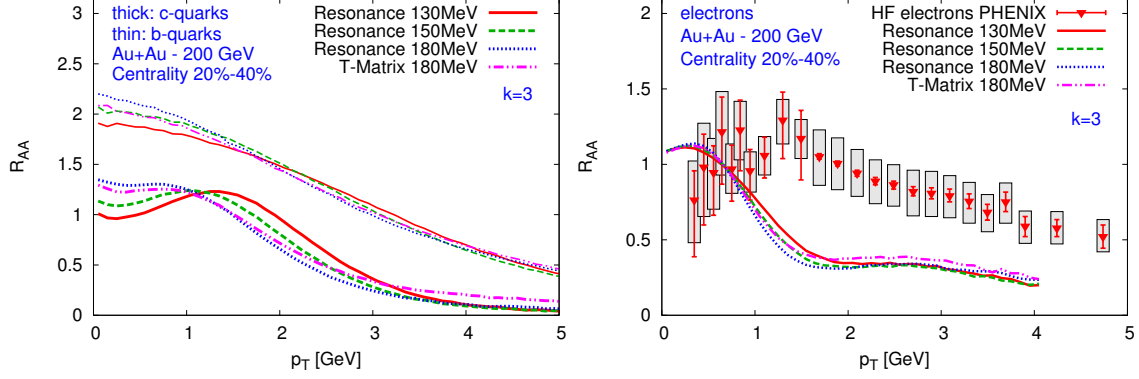 thick: c-quarks
thin: b-quarks
Au+Au - 200 GeV
Centrality 20%-40%
Resonance 130MeV
Resonance 150MeV
Resonance 180MeV
T-Matrix 180MeV
k=3
R_AA
3
2.5
2
1.5
1
0.5
0
0 1 2 3 4 5
p_T [GeV]
electrons
Au+Au - 200 GeV
Centrality 20%-40%
HF electrons PHENIX
Resonance 130MeV
Resonance 150MeV
Resonance 180MeV
T-Matrix 180MeV
k=3
R_AA
2
1.5
1
0.5
0
0 1 2 3 4 5
p_T [GeV]